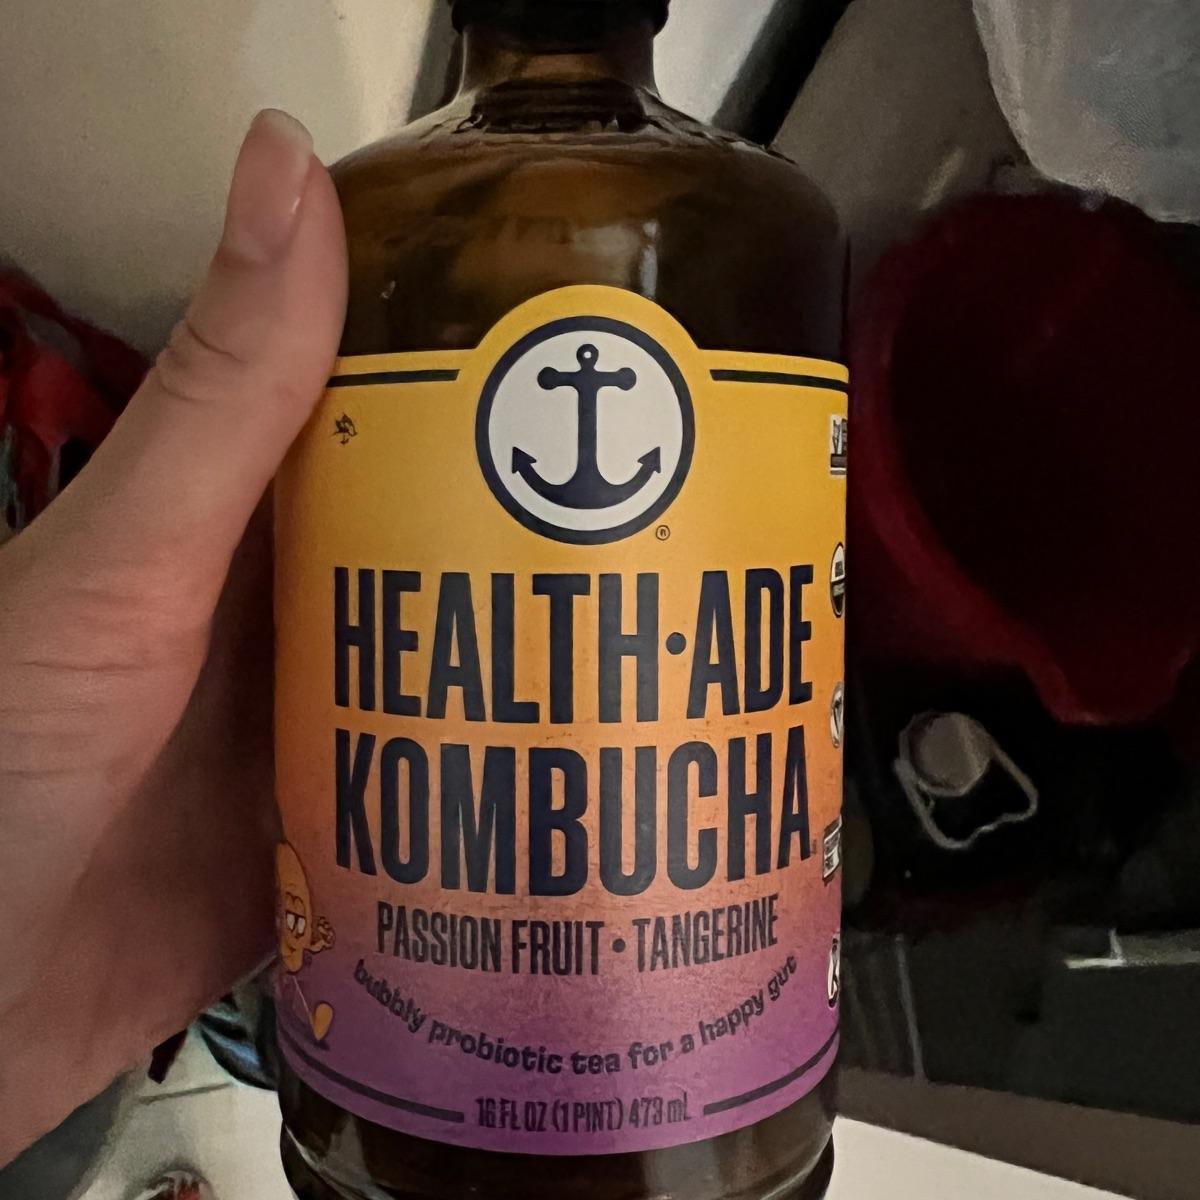 ®
HEALTH·ADE
KOMBUCHA
PASSION FRUIT · TANGERINE
bubbly probiotic tea for a happy gut
16 FL OZ (1 PINT) 473 mL